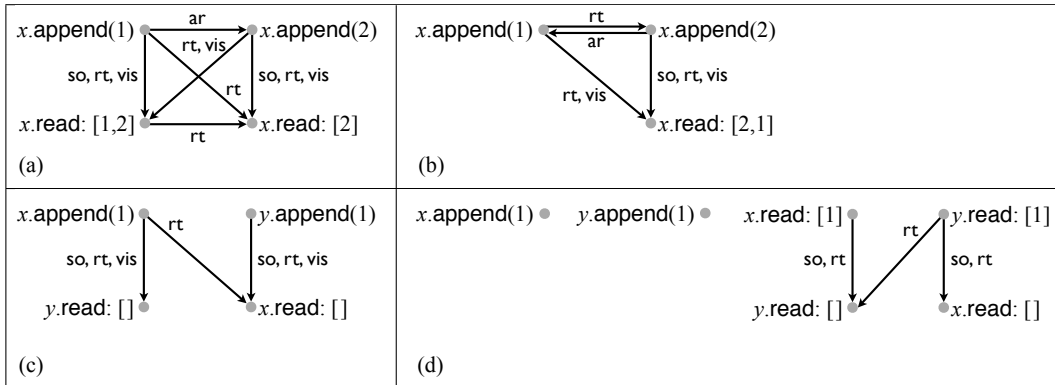 x.append(1) ar x.append(2)
rt, vis
so, rt, vis rt so, rt, vis
x.read: [1,2] rt x.read: [2]
(a)
rt
x.append(1) ar x.append(2)
so, rt, vis
rt, vis
x.read: [2,1]
(b)
x.append(1) rt y.append(1)
so, rt, vis so, rt, vis
y.read: [] x.read: []
(c)
x.append(1) y.append(1) x.read: [1] y.read: [1]
rt
so, rt so, rt
y.read: [] x.read: []
(d)